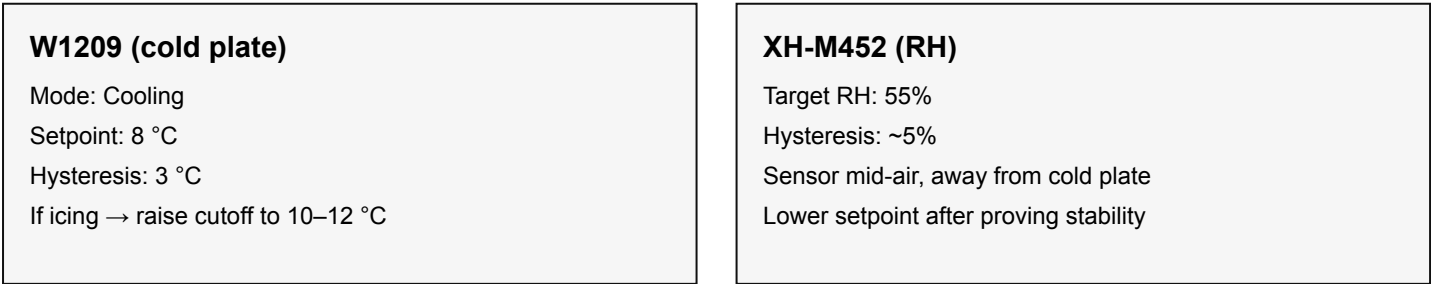 W1209 (cold plate)
Mode: Cooling
Setpoint: 8 °C
Hysteresis: 3 °C
If icing → raise cutoff to 10–12 °C
XH-M452 (RH)
Target RH: 55%
Hysteresis: ~5%
Sensor mid-air, away from cold plate
Lower setpoint after proving stability